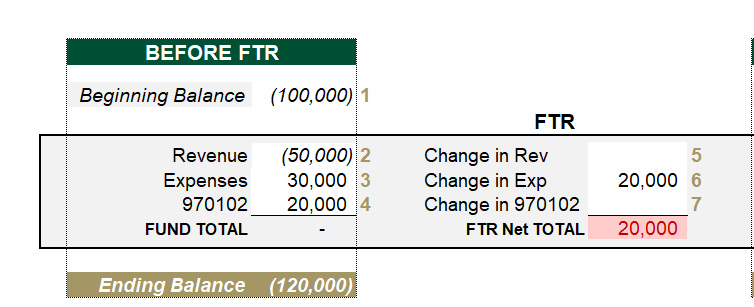 BEFORE FTR
Beginning Balance (100,000) 1
FTR
Revenue (50,000) 2 Change in Rev 5
Expenses 30,000 3 Change in Exp 20,000 6
970102 20,000 4 Change in 970102 7
FUND TOTAL - FTR Net TOTAL 20,000
Ending Balance (120,000)